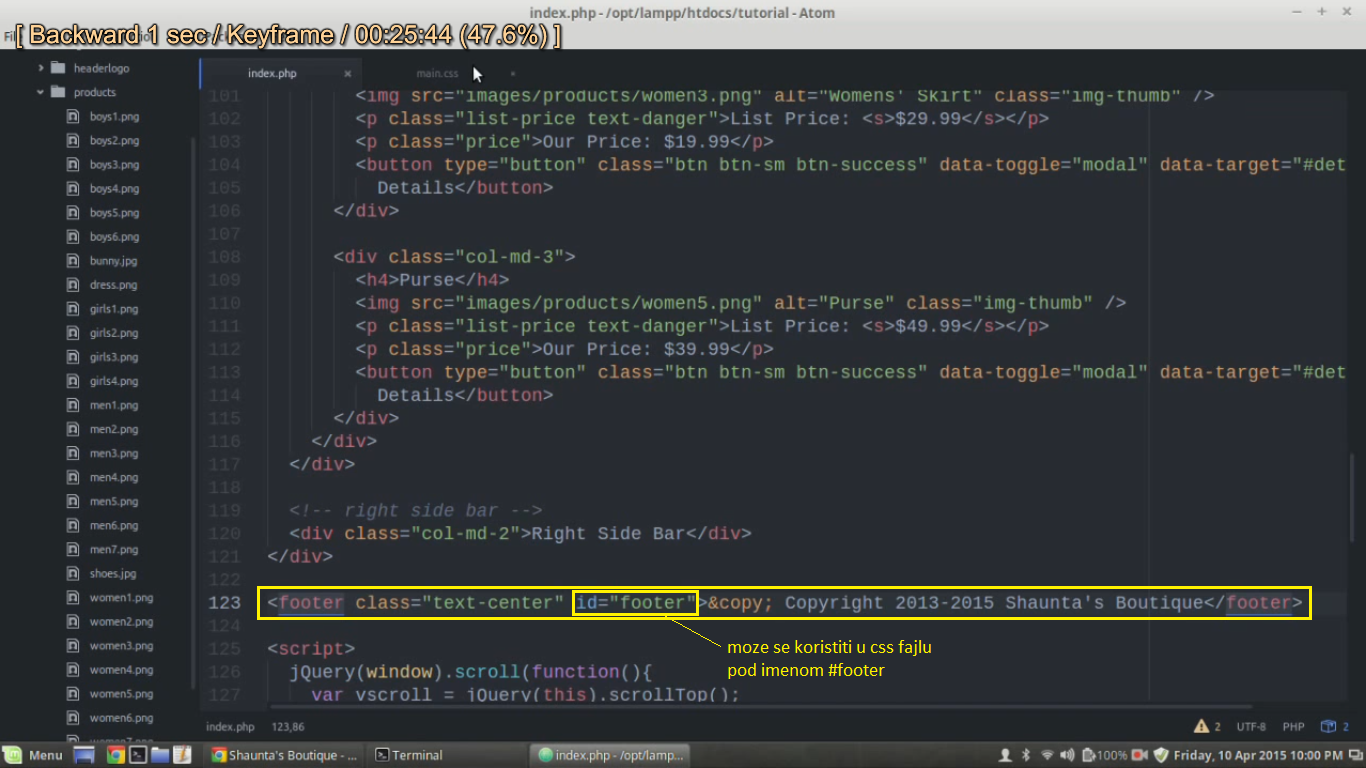 index.php - /opt/lampp/htdocs/tutorial - Atom
[ Backward 1 sec / Keyframe / 00:25:44 (47.6%) ]
headerlogo
products
boys1.png
boys2.png
boys3.png
boys4.png
boys5.png
boys6.png
bunny.jpg
dress.png
girls1.png
girls2.png
girls3.png
girls4.png
men1.png
men2.png
men3.png
men4.png
men5.png
men6.png
men7.png
shoes.jpg
women1.png
women2.png
women3.png
women4.png
women5.png
women6.png
women7.png
index.php
main.css
101 <img src="images/products/women3.png" alt="Womens' Skirt" class="img-thumb" />
102 <p class="list-price text-danger">List Price: <s>$29.99</s></p>
103 <p class="price">Our Price: $19.99</p>
104 <button type="button" class="btn btn-sm btn-success" data-toggle="modal" data-target="#det
105 Details</button>
106 </div>
107
108 <div class="col-md-3">
109 <h4>Purse</h4>
110 <img src="images/products/women5.png" alt="Purse" class="img-thumb" />
111 <p class="list-price text-danger">List Price: <s>$49.99</s></p>
112 <p class="price">Our Price: $39.99</p>
113 <button type="button" class="btn btn-sm btn-success" data-toggle="modal" data-target="#det
114 Details</button>
115 </div>
116 </div>
117 </div>
118
119 <!-- right side bar -->
120 <div class="col-md-2">Right Side Bar</div>
121 </div>
122
123 <footer class="text-center" id="footer">&copy; Copyright 2013-2015 Shaunta's Boutique</footer>
124
moze se koristiti u css fajlu
pod imenom #footer
125 <script>
126 jQuery(window).scroll(function(){
127 var vscroll = jQuery(this).scrollTop();
index.php 123,86
2 UTF-8 PHP 2
Menu
Shaunta's Boutique - ...
Terminal
index.php - /opt/lamp...
100%
Friday, 10 Apr 2015 10:00 PM